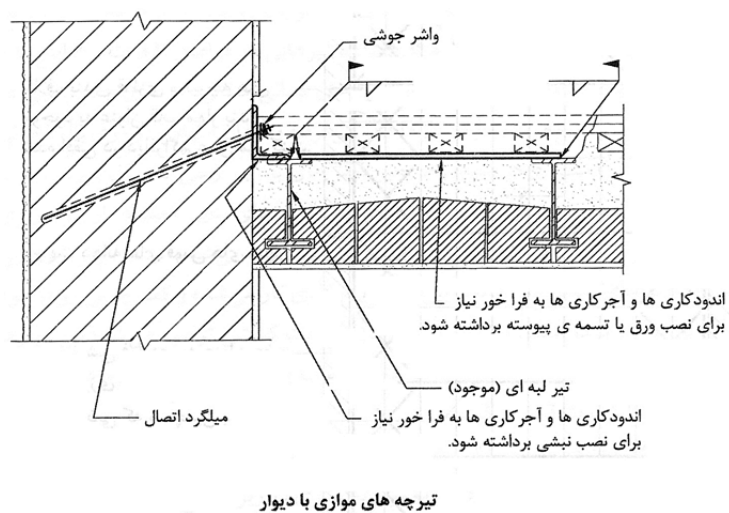 واشر جوشی
اندودکاری ها و آجرکاری ها به فرا خور نیاز
برای نصب ورق یا تسمه ی پیوسته برداشته شود.
تیر لبه ای (موجود)
میلگرد اتصال
اندودکاری ها و آجرکاری ها به فرا خور نیاز
برای نصب نبشی برداشته شود.
تیرچه های موازی با دیوار